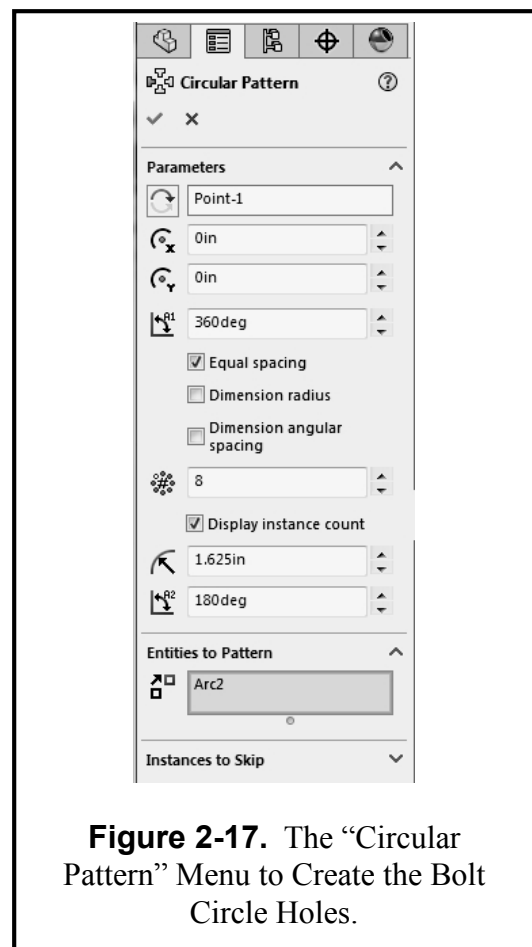 Circular Pattern
Parameters
Point-1
0in
0in
360deg
Equal spacing
Dimension radius
Dimension angular
spacing
8
Display instance count
1.625in
180deg
Entities to Pattern
Arc2
Instances to Skip
Figure 2-17. The “Circular
Pattern” Menu to Create the Bolt
Circle Holes.